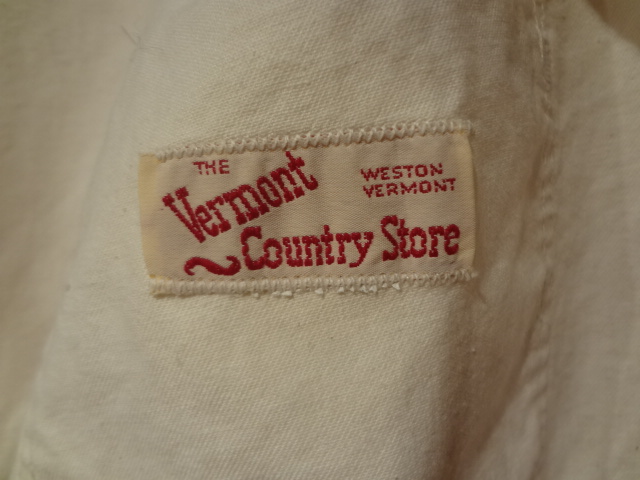 THE
Vermont
WESTON
VERMONT
Country Store